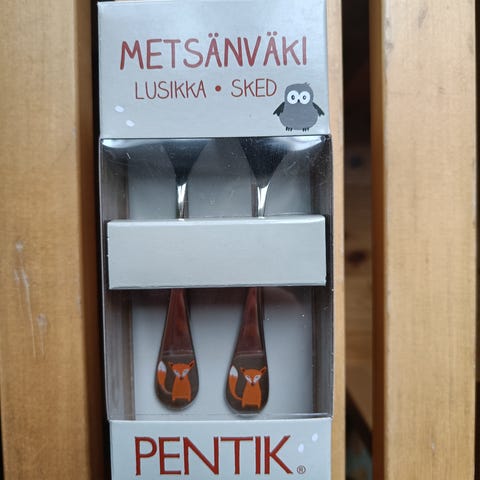 METSÄNVÄKI
LUSIKKA • SKED
PENTIK ®